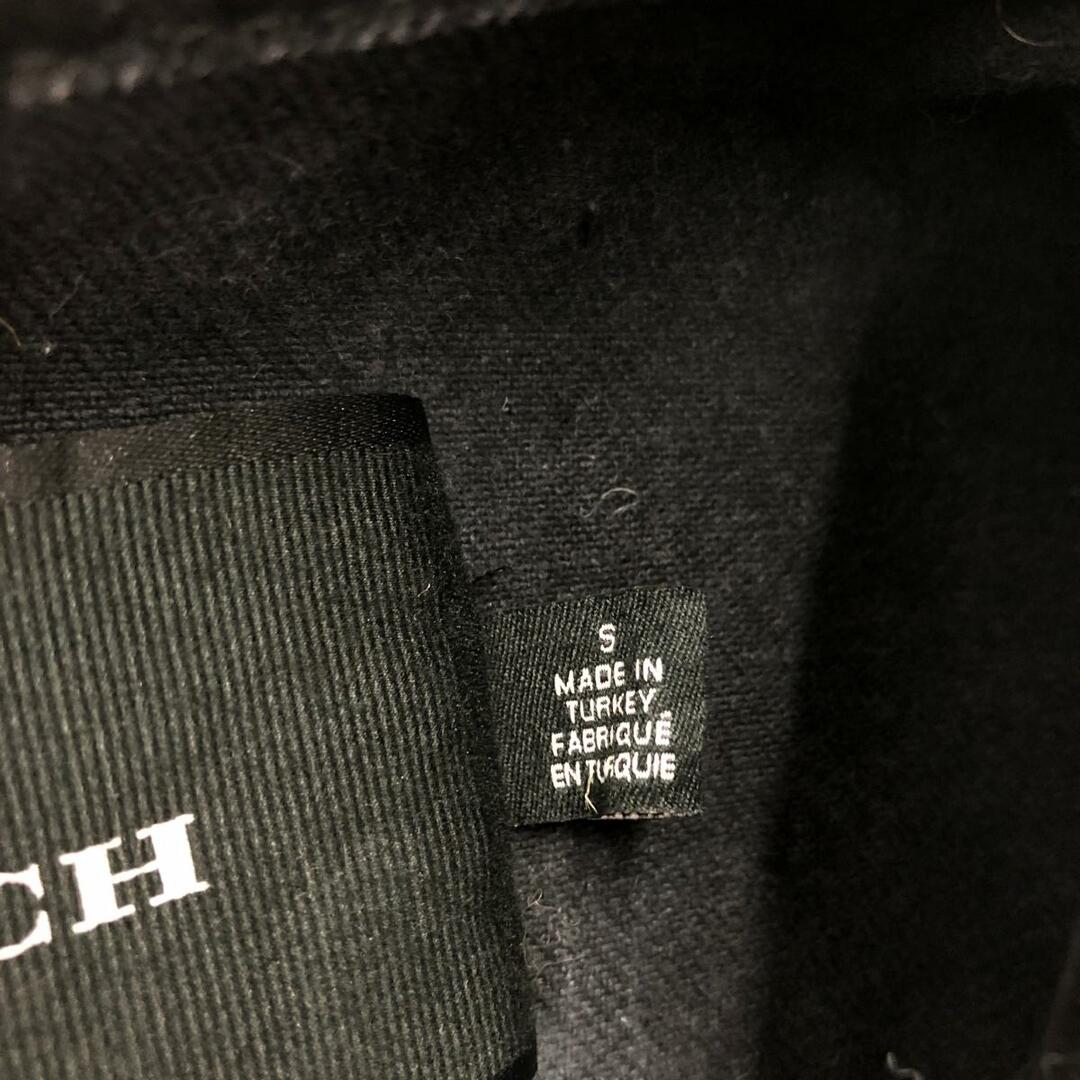 S
MADE IN
TURKEY
FABRIQUÉ
EN TURQUIE
CH